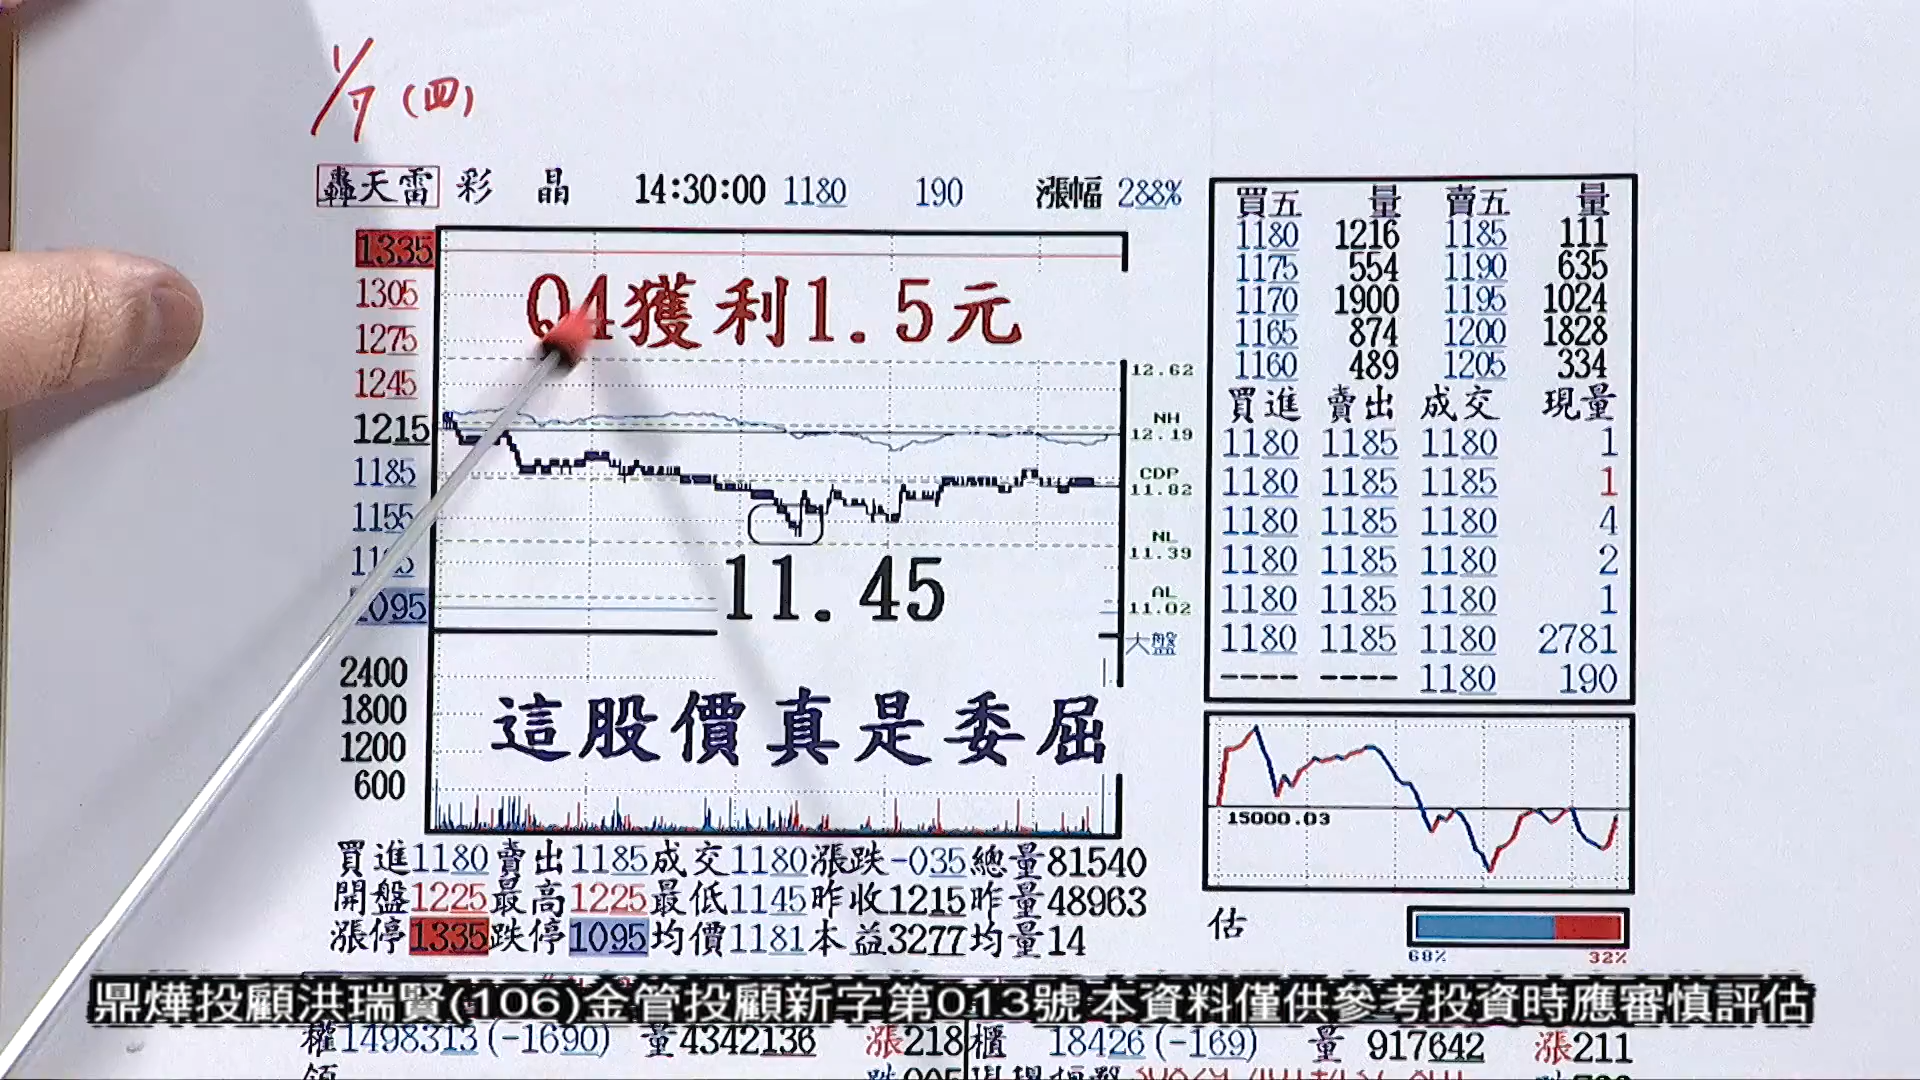 1/7 (四)
轟天雷 彩 晶 14:30:00 1180 190 漲幅 288%
1335
1305
1275
1245
1215
1185
1155
1095
Q4獲利1.5元
12.62
NH
12.19
CDP
11.82
NL
11.39
AL
11.02
大盤
11.45
2400
1800
1200
600
這股價真是委屈
買五 量 賣五 量
1180 1216 1185 111
1175 554 1190 635
1170 1900 1195 1024
1165 874 1200 1828
1160 489 1205 334
買進 賣出 成交 現量
1180 1185 1180 1
1180 1185 1185 1
1180 1185 1180 4
1180 1185 1180 2
1180 1185 1180 1
1180 1185 1180 2781
---- ---- 1180 190
15000.03
估
68% 32%
買進1180賣出1185成交1180漲跌-035總量81540
開盤1225最高1225最低1145昨收1215昨量48963
漲停1335跌停1095均價1181本益3277均量14
鼎燁投顧洪瑞賢(106)金管投顧新字第013號 本資料僅供參考投資時應審慎評估
權1498313(-1690) 量4342136 漲218 櫃 18426(-169) 量 917642 漲211